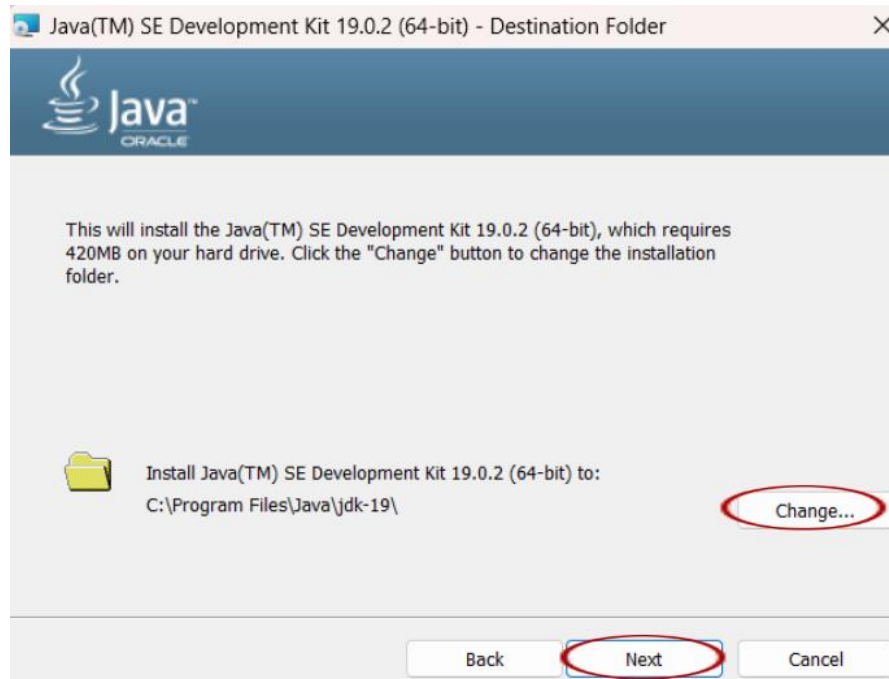 Java(TM) SE Development Kit 19.0.2 (64-bit) - Destination Folder
Java™
ORACLE
This will install the Java(TM) SE Development Kit 19.0.2 (64-bit), which requires
420MB on your hard drive. Click the "Change" button to change the installation
folder.
Install Java(TM) SE Development Kit 19.0.2 (64-bit) to:
C:\Program Files\Java\jdk-19\
Change...
Back Next Cancel